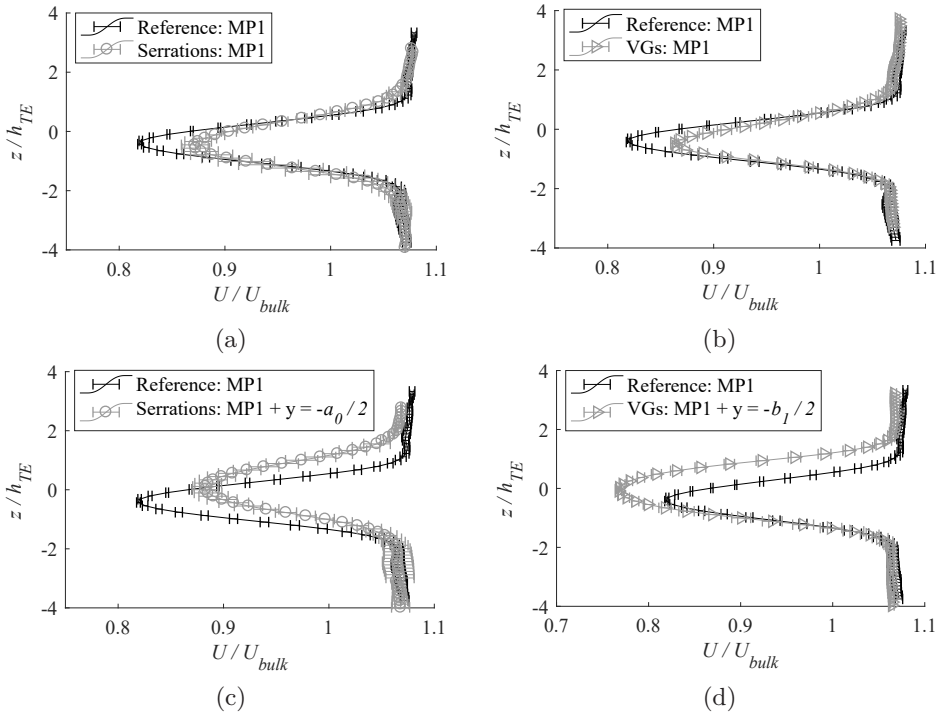 4
2
0
-2
-4
z / h_TE
Reference: MP1
Serrations: MP1
0.8 0.9 1 1.1
U / U_bulk
(a)
4
2
0
-2
-4
z / h_TE
Reference: MP1
VGs: MP1
0.8 0.9 1 1.1
U / U_bulk
(b)
4
2
0
-2
-4
z / h_TE
Reference: MP1
Serrations: MP1 + y = -a_0 / 2
0.8 0.9 1 1.1
U / U_bulk
(c)
4
2
0
-2
-4
z / h_TE
Reference: MP1
VGs: MP1 + y = -b_1 / 2
0.7 0.8 0.9 1 1.1
U / U_bulk
(d)